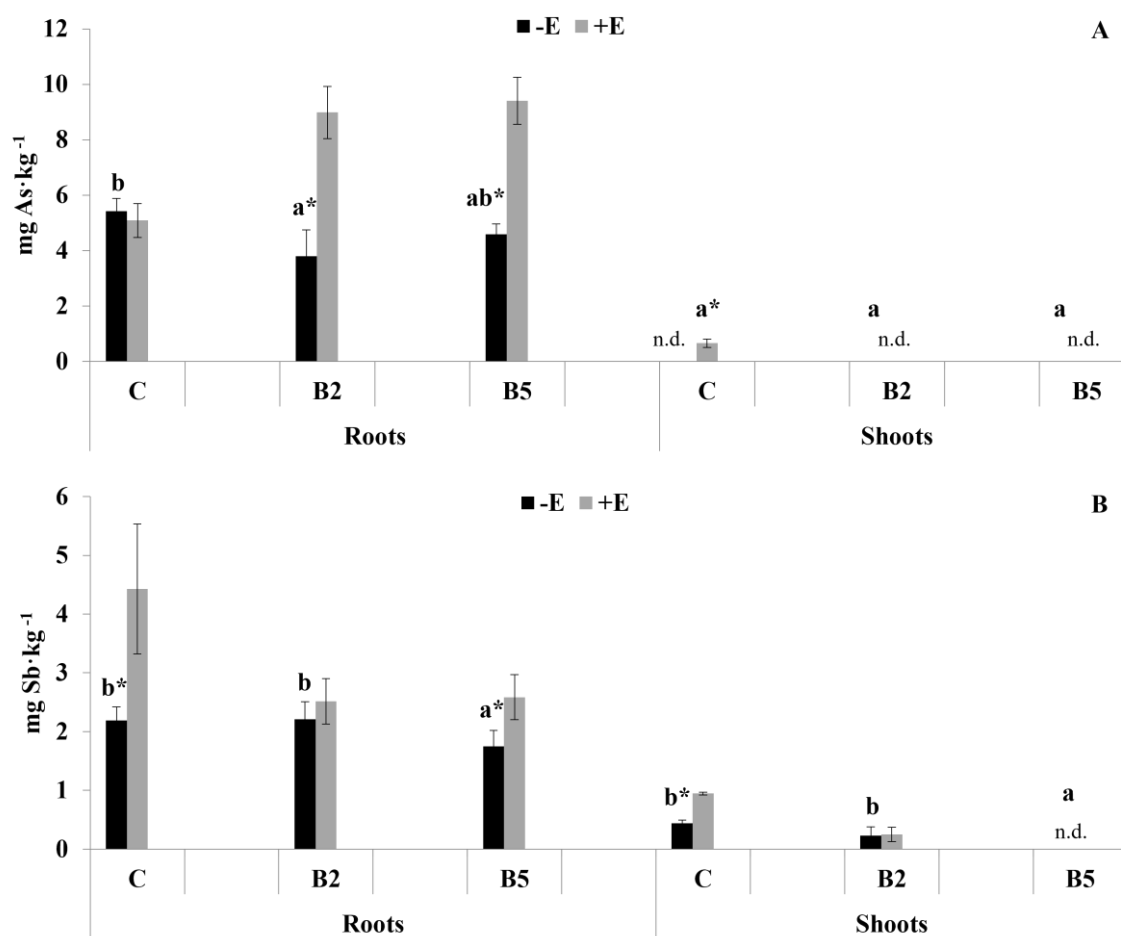 -E +E
A
mg As·kg⁻¹
12
10
8
6
4
2
0
b
a*
ab*
n.d.
a*
a
n.d.
a
n.d.
C B2 B5 C B2 B5
Roots Shoots
-E +E
B
mg Sb·kg⁻¹
6
5
4
3
2
1
0
b*
b
a*
b*
b
a
n.d.
C B2 B5 C B2 B5
Roots Shoots